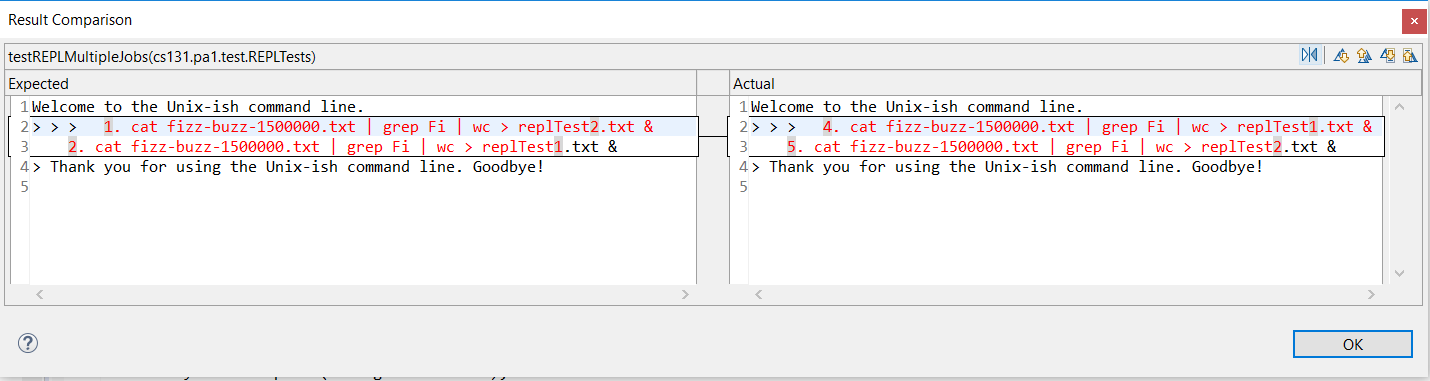 Result Comparison
testREPLMultipleJobs(cs131.pa1.test.REPLTests)
Expected
Actual
1 Welcome to the Unix-ish command line.
2 > > >   1. cat fizz-buzz-1500000.txt | grep Fi | wc > replTest2.txt &
3     2. cat fizz-buzz-1500000.txt | grep Fi | wc > replTest1.txt &
4 > Thank you for using the Unix-ish command line. Goodbye!
5
1 Welcome to the Unix-ish command line.
2 > > >   4. cat fizz-buzz-1500000.txt | grep Fi | wc > replTest1.txt &
3     5. cat fizz-buzz-1500000.txt | grep Fi | wc > replTest2.txt &
4 > Thank you for using the Unix-ish command line. Goodbye!
5
OK